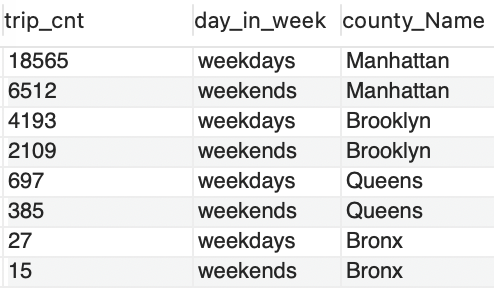 trip_cnt day_in_week county_Name
18565 weekdays Manhattan
6512 weekends Manhattan
4193 weekdays Brooklyn
2109 weekends Brooklyn
697 weekdays Queens
385 weekends Queens
27 weekdays Bronx
15 weekends Bronx